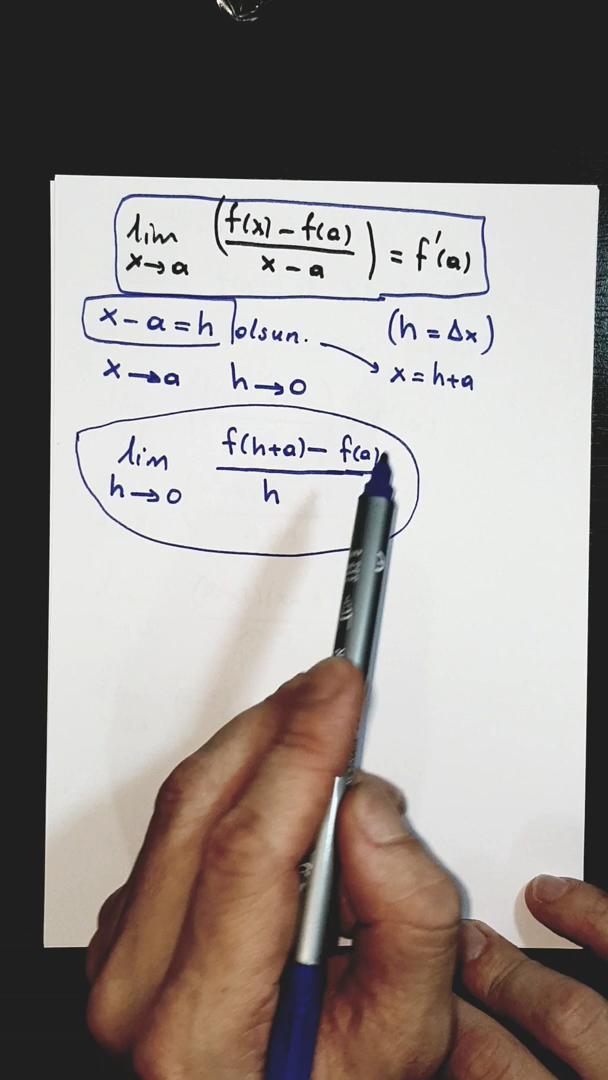 lim x→a (f(x) - f(a) / x - a) = f'(a)
x - a = h olsun. (h = Δx)
x→a h→0 x = h+a
lim h→0 f(h+a) - f(a) / h